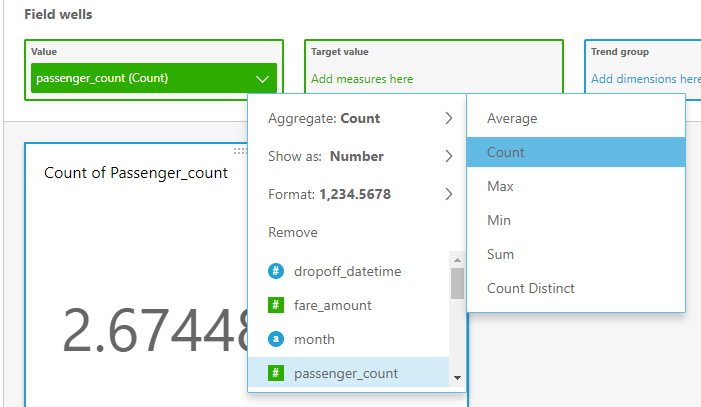 Field wells
Value
Target value
Trend group
passenger_count (Count)
Add measures here
Add dimensions here
Aggregate: Count
Show as: Number
Format: 1,234.5678
Remove
# dropoff_datetime
# fare_amount
a month
# passenger_count
Average
Count
Max
Min
Sum
Count Distinct
Count of Passenger_count
2.67448